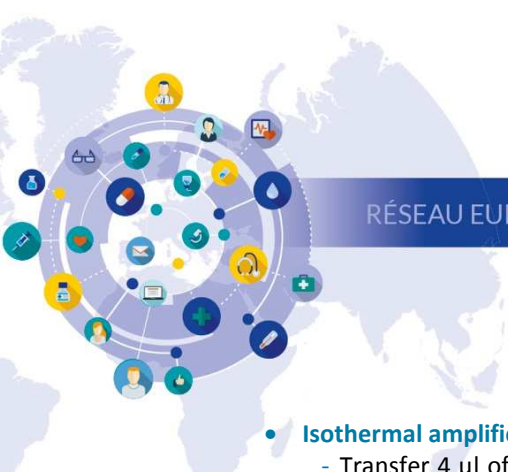 RÉSEAU EU
• Isothermal amplific
- Transfer 4 µl of